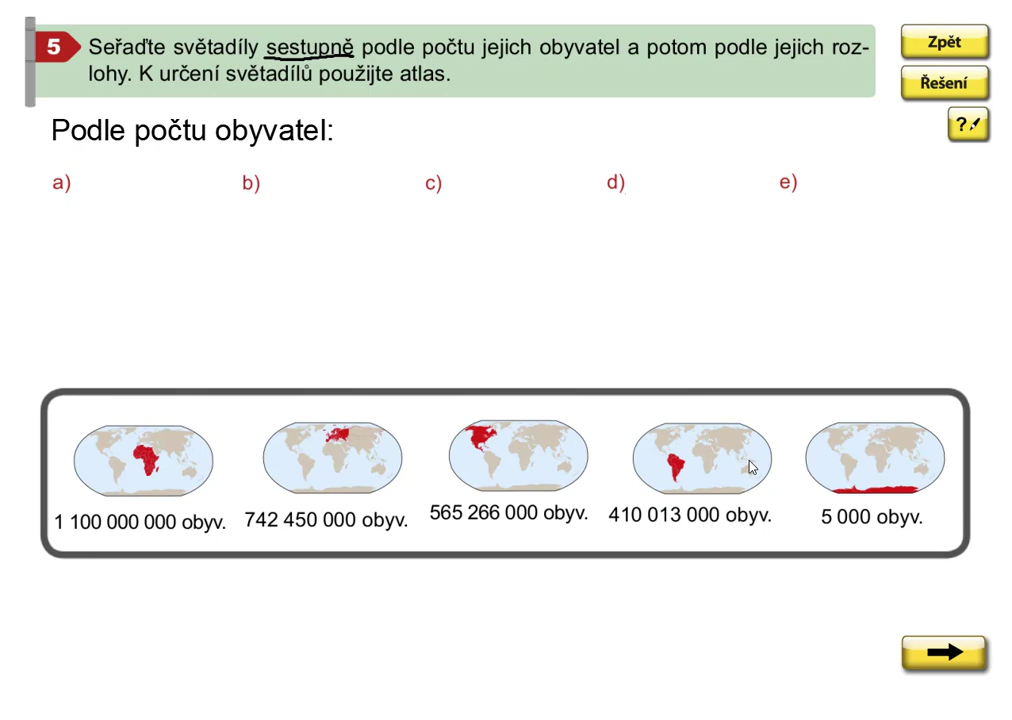 5 Seřaďte světadíly sestupně podle počtu jejich obyvatel a potom podle jejich roz-
lohy. K určení světadílů použijte atlas.
Zpět
Řešení
?
Podle počtu obyvatel:
a) b) c) d) e)
1 100 000 000 obyv. 742 450 000 obyv. 565 266 000 obyv. 410 013 000 obyv. 5 000 obyv.